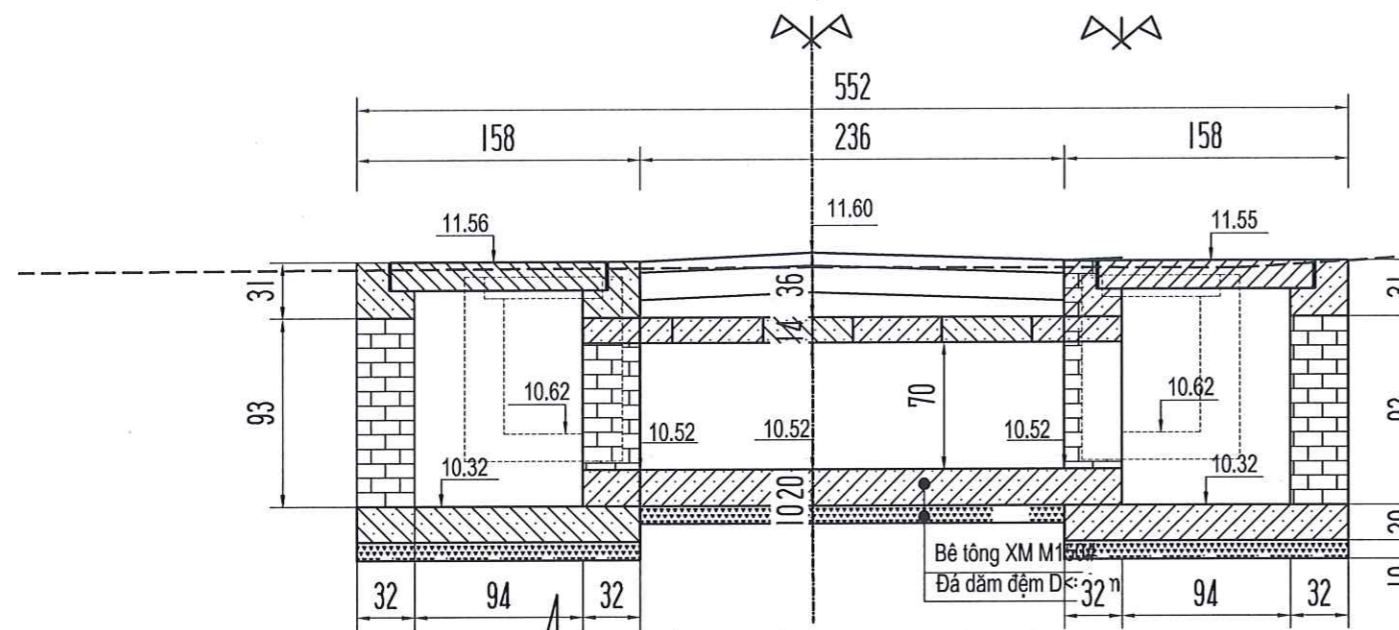 552
158 236 158
11.56 11.60 11.55
31 36 31
14
93 10.62 70 10.62
10.52 10.52 10.52
10.32 10.32
20
10
Bê tông XM
Đá dăm đệm
32 94 32 32 94 32